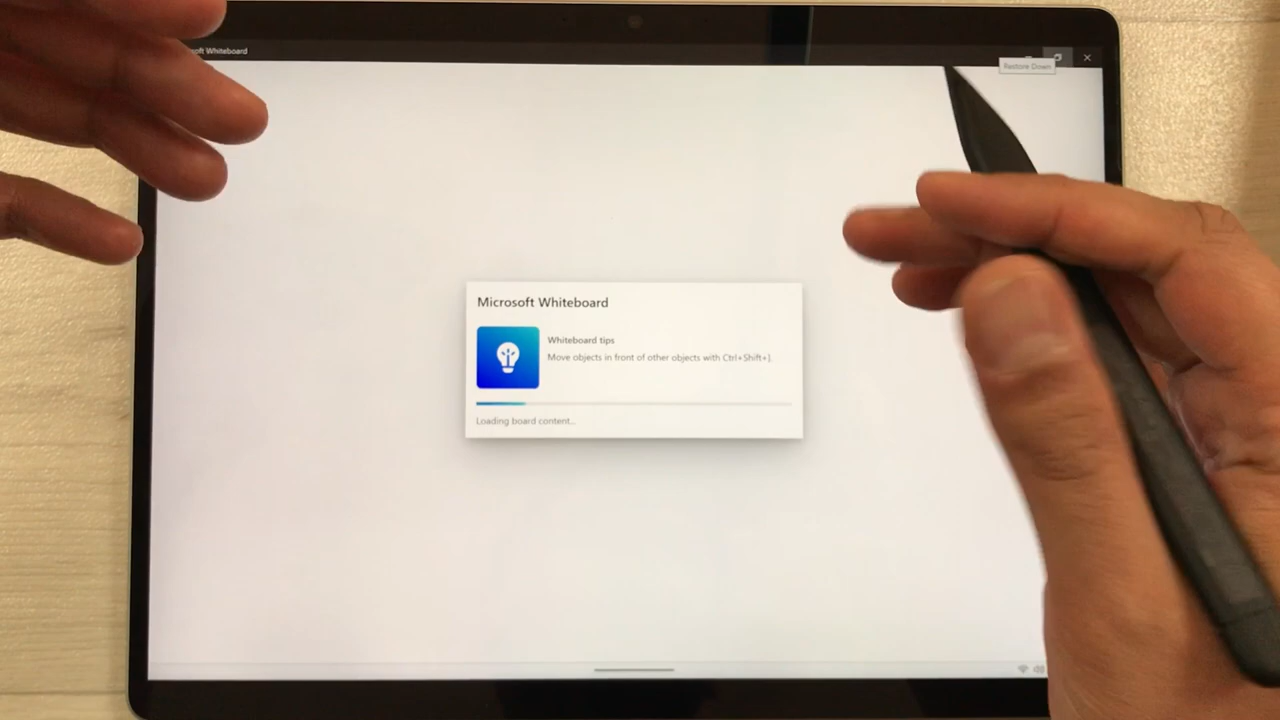 Whiteboard
Restore Down
Microsoft Whiteboard
Whiteboard tips
Move objects in front of other objects with Ctrl+Shift+].
Loading board content...